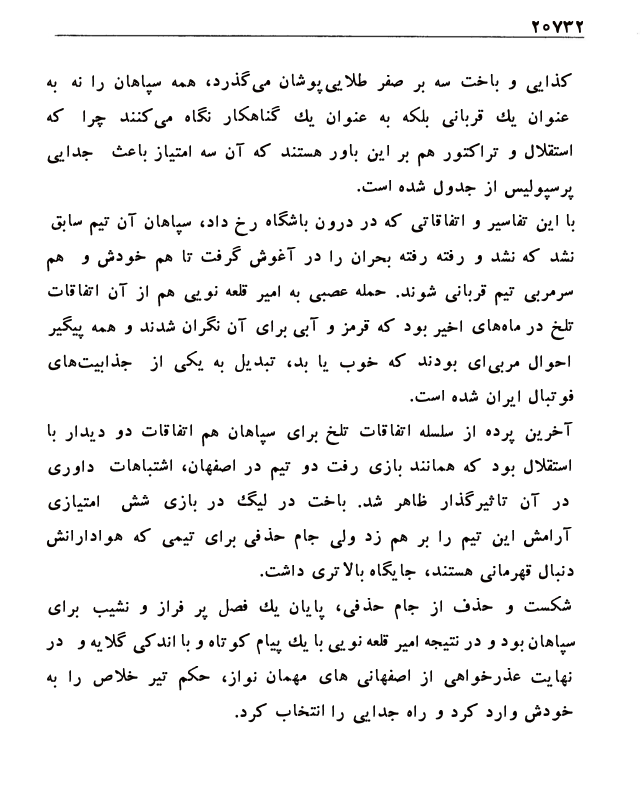 ۲۰۷۳۲
کذایی و باخت سه بر صفر طلایی‌پوشان می‌گذرد، همه سپاهان را نه به
عنوان یك قربانی بلکه به عنوان یك گناهکار نگاه می‌کنند چرا که
استقلال و تراکتور هم بر این باور هستند که آن سه امتیاز باعث جدایی
پرسپولیس از جدول شده است.
با این تفاسیر و اتفاقاتی که در درون باشگاه رخ داد، سپاهان آن تیم سابق
نشد که نشد و رفته رفته بحران را در آغوش گرفت تا هم خودش و هم
سرمربی تیم قربانی شوند. حمله عصبی به امیر قلعه نویی هم از آن اتفاقات
تلخ در ماه‌های اخیر بود که قرمز و آبی برای آن نگران شدند و همه پیگیر
احوال مربی‌ای بودند که خوب یا بد، تبدیل به یکی از جذابیت‌های
فوتبال ایران شده است.
آخرین پرده از سلسله اتفاقات تلخ برای سپاهان هم اتفاقات دو دیدار با
استقلال بود که همانند بازی رفت دو تیم در اصفهان، اشتباهات داوری
در آن تاثیرگذار ظاهر شد. باخت در لیگ در بازی شش امتیازی
آرامش این تیم را بر هم زد ولی جام حذفی برای تیمی که هوادارانش
دنبال قهرمانی هستند، جایگاه بالاتری داشت.
شکست و حذف از جام حذفی، پایان یك فصل پر فراز و نشیب برای
سپاهان بود و در نتیجه امیر قلعه نویی با یك پیام کوتاه و با اندکی گلایه و در
نهایت عذرخواهی از اصفهانی های مهمان نواز، حکم تیر خلاص را به
خودش وارد کرد و راه جدایی را انتخاب کرد.